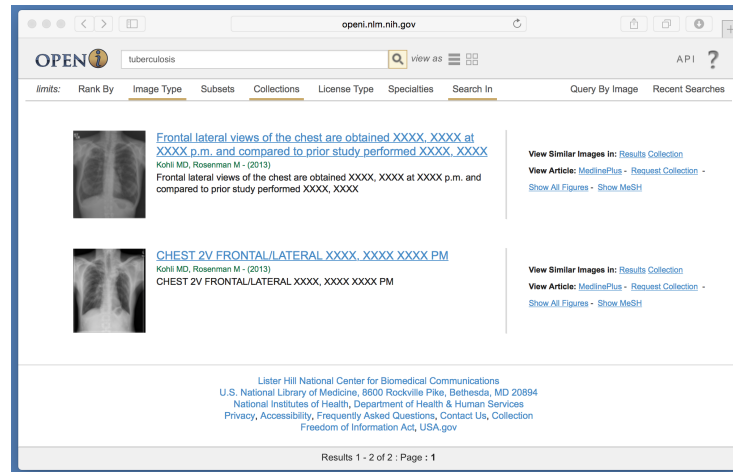 openi.nlm.nih.gov
OPENi
tuberculosis
view as
API ?
limits: Rank By Image Type Subsets Collections License Type Specialties Search In Query By Image Recent Searches
Frontal lateral views of the chest are obtained XXXX, XXXX at
XXXX p.m. and compared to prior study performed XXXX, XXXX
Kohli MD, Rosenman M - (2013)
Frontal lateral views of the chest are obtained XXXX, XXXX at XXXX p.m. and
compared to prior study performed XXXX, XXXX
View Similar Images in: Results Collection
View Article: MedlinePlus - Request Collection -
Show All Figures - Show MeSH
CHEST 2V FRONTAL/LATERAL XXXX, XXXX XXXX PM
Kohli MD, Rosenman M - (2013)
CHEST 2V FRONTAL/LATERAL XXXX, XXXX XXXX PM
View Similar Images in: Results Collection
View Article: MedlinePlus - Request Collection -
Show All Figures - Show MeSH
Lister Hill National Center for Biomedical Communications
U.S. National Library of Medicine, 8600 Rockville Pike, Bethesda, MD 20894
National Institutes of Health, Department of Health & Human Services
Privacy, Accessibility, Frequently Asked Questions, Contact Us, Collection
Freedom of Information Act, USA.gov
Results 1 - 2 of 2 : Page : 1